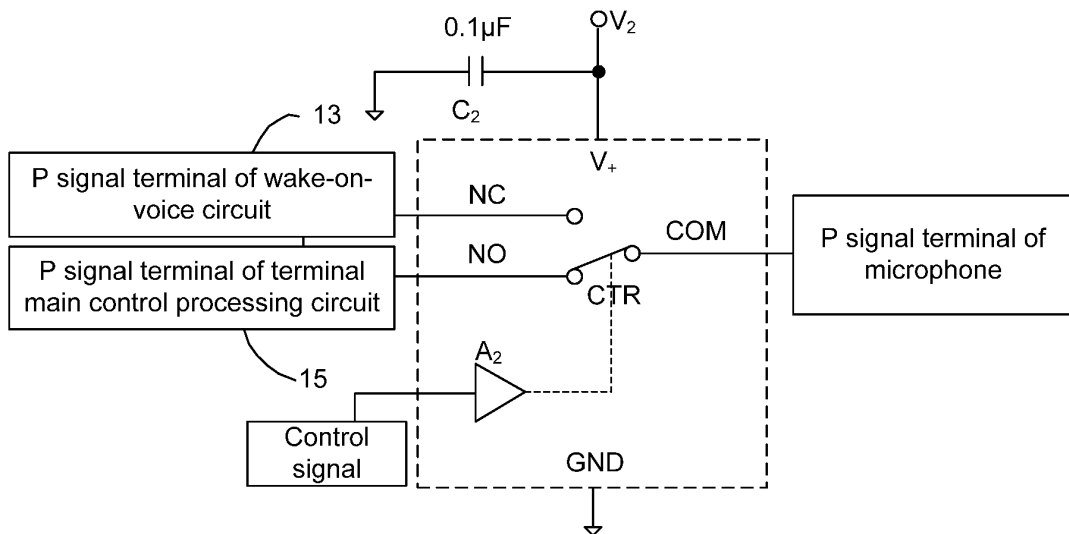 V₂
0.1µF
C₂
13
P signal terminal of wake-on-
voice circuit
V₊
NC
COM
P signal terminal of
microphone
P signal terminal of terminal
main control processing circuit
NO
CTR
A₂
15
Control
signal
GND